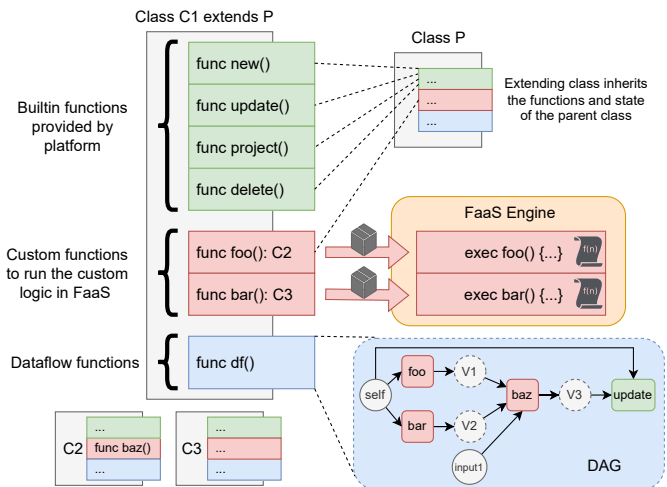 Class C1 extends P
Builtin functions
provided by
platform
func new()
func update()
func project()
func delete()
Class P
...
...
...
Extending class inherits
the functions and state
of the parent class
Custom functions
to run the custom
logic in FaaS
func foo(): C2
func bar(): C3
FaaS Engine
exec foo() {...}
f(n)
exec bar() {...}
f(n)
Dataflow functions
func df()
self
foo
V1
bar
V2
baz
V3
update
input1
DAG
C2
...
func baz()
...
C3
...
...
...